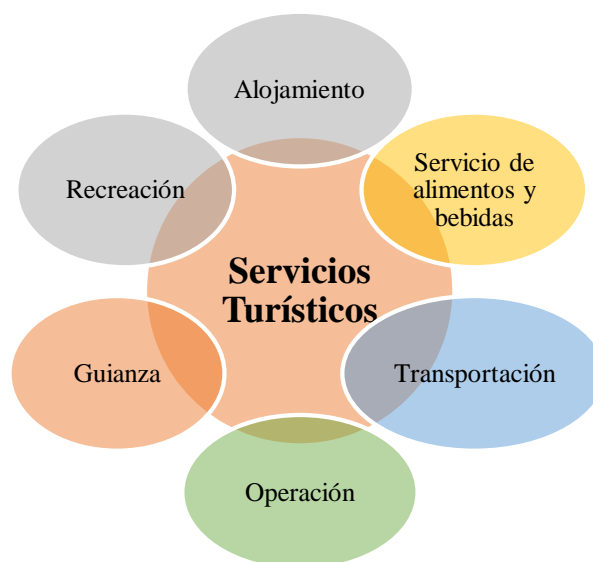 Alojamiento
Servicio de
alimentos y
bebidas
Recreación
Servicios
Turísticos
Guianza
Transportación
Operación